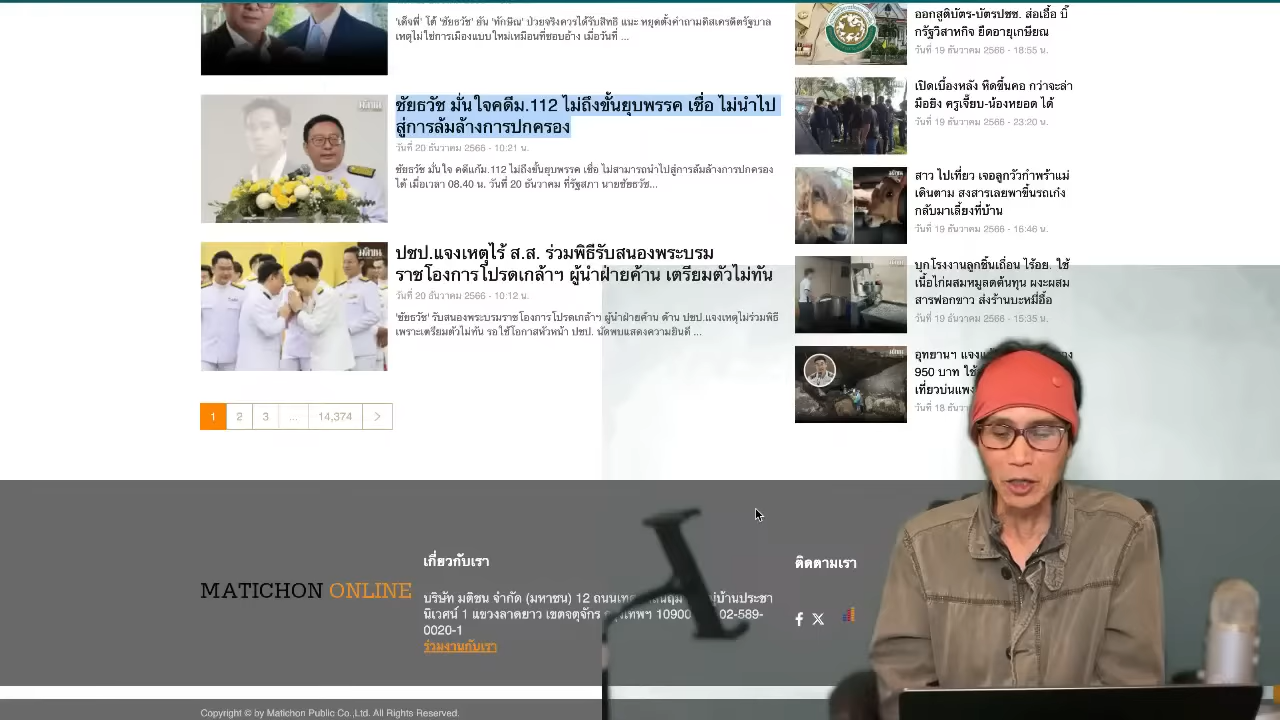 'เด็จพี่' โต้ 'ชัยธวัช' ยัน 'ทักษิณ' ป่วยจริงควรได้รับสิทธิ แนะ หยุดตั้งคำถามดิสเครดิตรัฐบาล
เหตุไม่ใช่การเมืองแบบใหม่เหมือนที่ชอบอ้าง เมื่อวันที่ ...
ชัยธวัช มั่นใจคดีม.112 ไม่ถึงขั้นยุบพรรค เชื่อ ไม่นำไป
สู่การล้มล้างการปกครอง
วันที่ 20 ธันวาคม 2566 - 10:21 น.
ชัยธวัช มั่นใจ คดีแก้ม.112 ไม่ถึงขั้นยุบพรรค เชื่อ ไม่สามารถนำไปสู่การล้มล้างการปกครอง
ได้ เมื่อเวลา 08.40 น. วันที่ 20 ธันวาคม ที่รัฐสภา นายชัยธวัช...
ปชป.แจงเหตุไร้ ส.ส. ร่วมพิธีรับสนองพระบรม
ราชโองการโปรดเกล้าฯ ผู้นำฝ่ายค้าน เตรียมตัวไม่ทัน
วันที่ 20 ธันวาคม 2566 - 10:12 น.
'ชัยธวัช' รับสนองพระบรมราชโองการโปรดเกล้าฯ ผู้นำฝ่ายค้าน ด้าน ปชป.แจงเหตุไม่ร่วมพิธี
เพราะเตรียมตัวไม่ทัน รอใช้โอกาสหัวหน้า ปชป. นัดพบแสดงความยินดี ...
1 2 3 ... 14,374 >
ออกสูติบัตร-บัตรปชช. ส่อเอื้อ บิ๊
กรัฐวิสาหกิจ ยืดอายุเกษียณ
วันที่ 19 ธันวาคม 2566 - 18:55 น.
เปิดเบื้องหลัง หืดขึ้นคอ กว่าจะล่า
มือยิง ครูเจี๊ยบ-น้องหยอด ได้
วันที่ 19 ธันวาคม 2566 - 23:20 น.
สาว ไปเที่ยว เจอลูกวัวกำพร้าแม่
เดินตาม สงสารเลยพาขึ้นรถเก๋ง
กลับมาเลี้ยงที่บ้าน
วันที่ 19 ธันวาคม 2566 - 16:46 น.
บุกโรงงานลูกชิ้นเถื่อน ไร้อย. ใช้
เนื้อไก่ผสมหมูลดต้นทุน ผงะผสม
สารฟอกขาว ส่งร้านบะหมี่อื้อ
วันที่ 19 ธันวาคม 2566 - 15:35 น.
อุทยานฯ
950 บาท ใช้
วันที่ 18
MATICHON ONLINE
เกี่ยวกับเรา
บริษัท มติชน จำกัด (มหาชน) 12 ถนน
นิเวศน์ 1 แขวงลาดยาว เขตจตุจักร 10900 02-589-
0020-1
ร่วมงานกับเรา
ติดตามเรา
Copyright © by Matichon Public Co.,Ltd. All Rights Reserved.